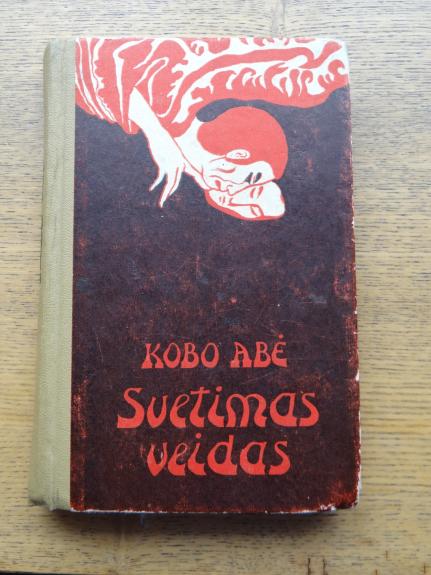 KOBO ABĖ
Svetimas
veidas